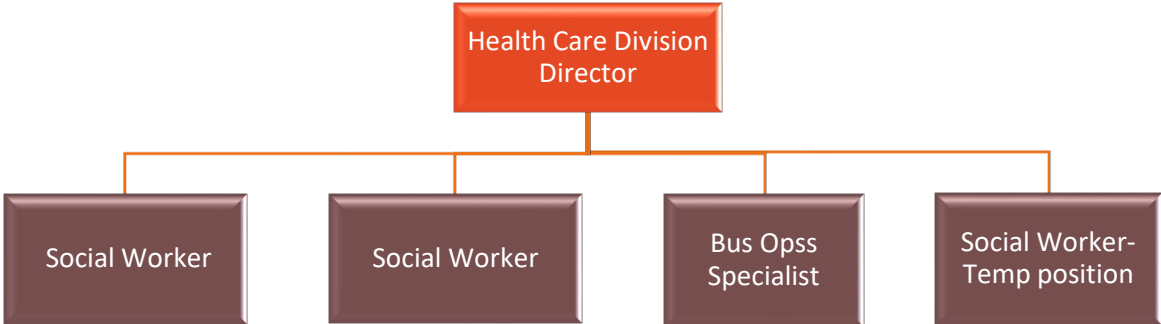 Health Care Division
Director
Social Worker
Social Worker
Bus Opss
Specialist
Social Worker-
Temp position